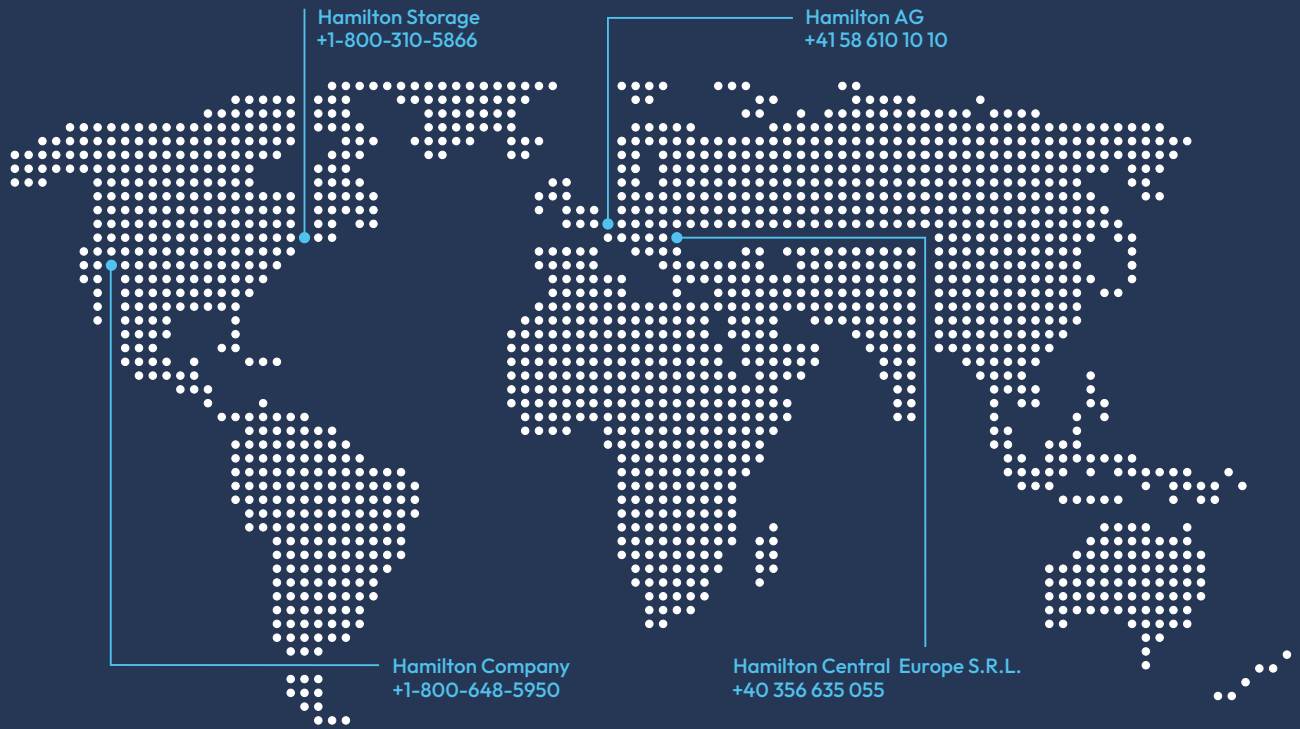 Hamilton Storage
+1-800-310-5866
Hamilton AG
+41 58 610 10 10
Hamilton Company
+1-800-648-5950
Hamilton Central Europe S.R.L.
+40 356 635 055